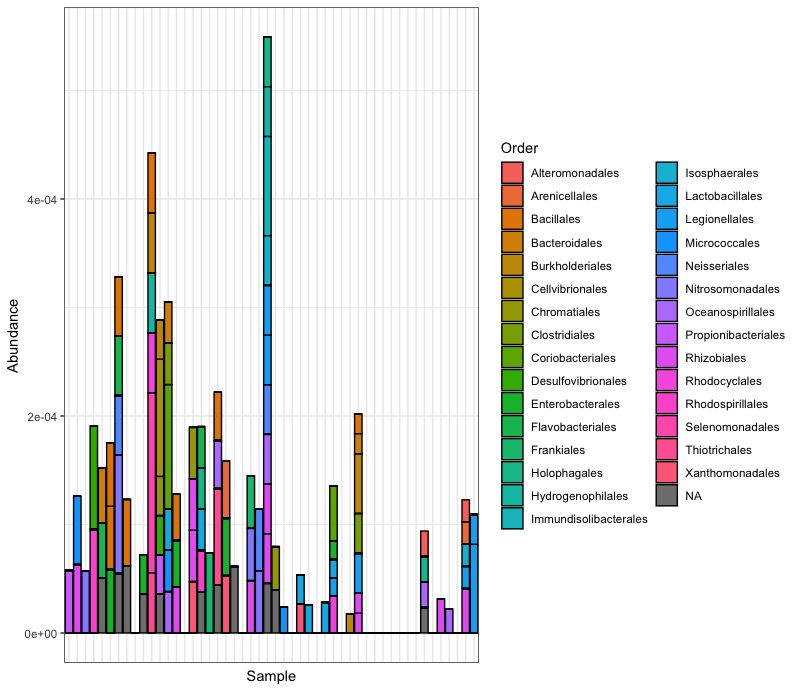 Abundance
4e-04
2e-04
0e+00
Sample
Order
Alteromonadales
Arenicellales
Bacillales
Bacteroidales
Burkholderiales
Cellvibrionales
Chromatiales
Clostridiales
Coriobacteriales
Desulfovibrionales
Enterobacterales
Flavobacteriales
Frankiales
Holophagales
Hydrogenophilales
Immundisolibacterales
Isosphaerales
Lactobacillales
Legionellales
Micrococcales
Neisseriales
Nitrosomonadales
Oceanospirillales
Propionibacteriales
Rhizobiales
Rhodocyclales
Rhodospirillales
Selenomonadales
Thiotrichales
Xanthomonadales
NA